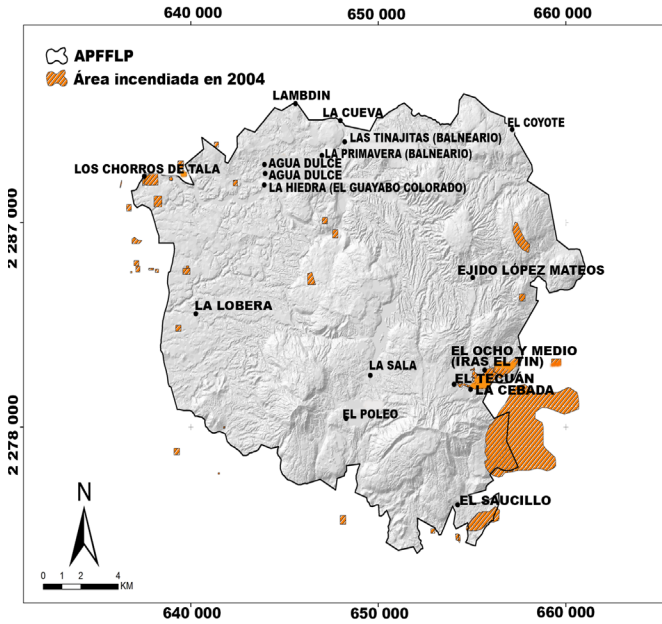 640 000
650 000
660 000
APFFLP
Área incendiada en 2004
LAMBDIN
LA CUEVA
EL COYOTE
LAS TINAJITAS (BALNEARIO)
LA PRIMAVERA (BALNEARIO)
LOS CHORROS DE TALA
AGUA DULCE
AGUA DULCE
LA HIEDRA (EL GUAYABO COLORADO)
2 287 000
EJIDO LÓPEZ MATEOS
LA LOBERA
EL OCHO Y MEDIO
(IRAS EL TIN)
LA SALA
EL TECUÁN
LA CEBADA
EL POLEO
2 278 000
EL SAUCILLO
N
0 1 2 4
KM
640 000
650 000
660 000